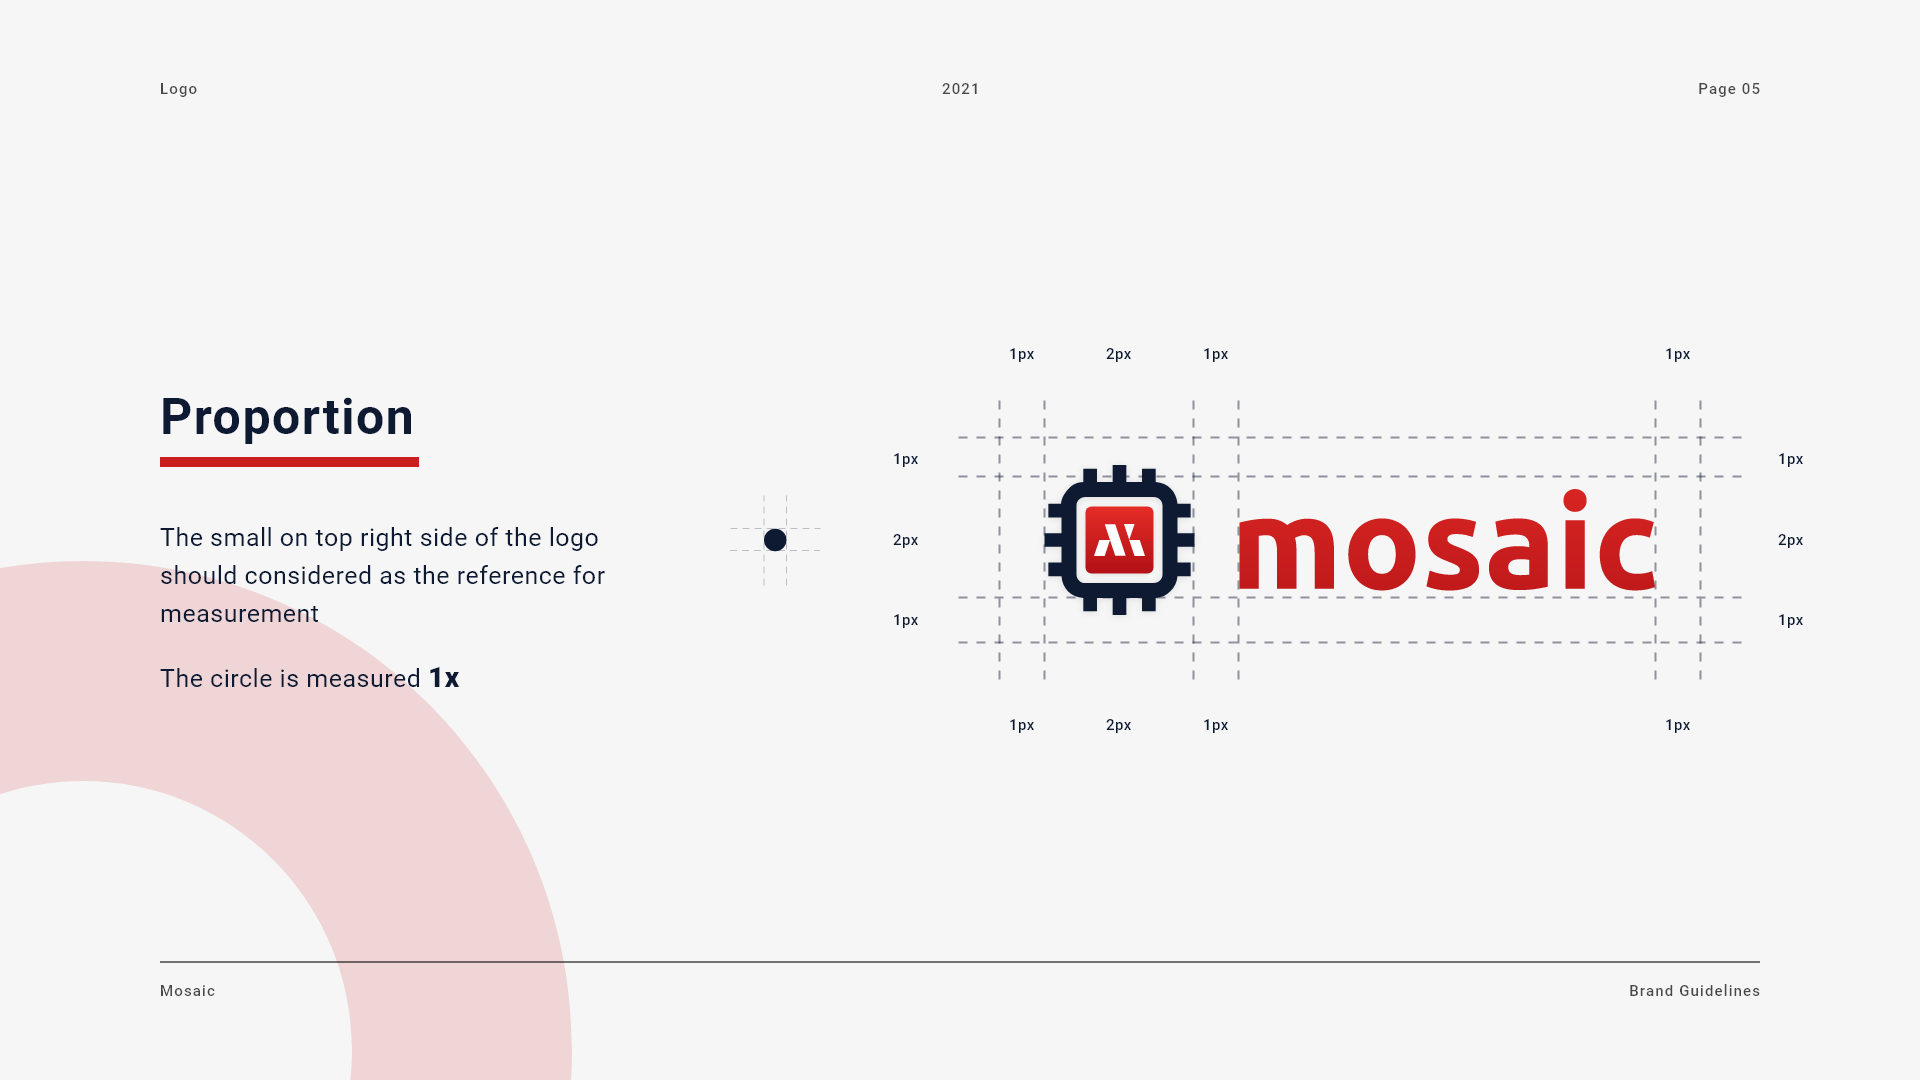 Logo
2021
Page 05
Proportion
The small on top right side of the logo
should considered as the reference for
measurement
The circle is measured 1x
1px 2px 1px 1px
1px 1px
mosaic
2px 2px
1px 1px
1px 2px 1px 1px
Mosaic
Brand Guidelines